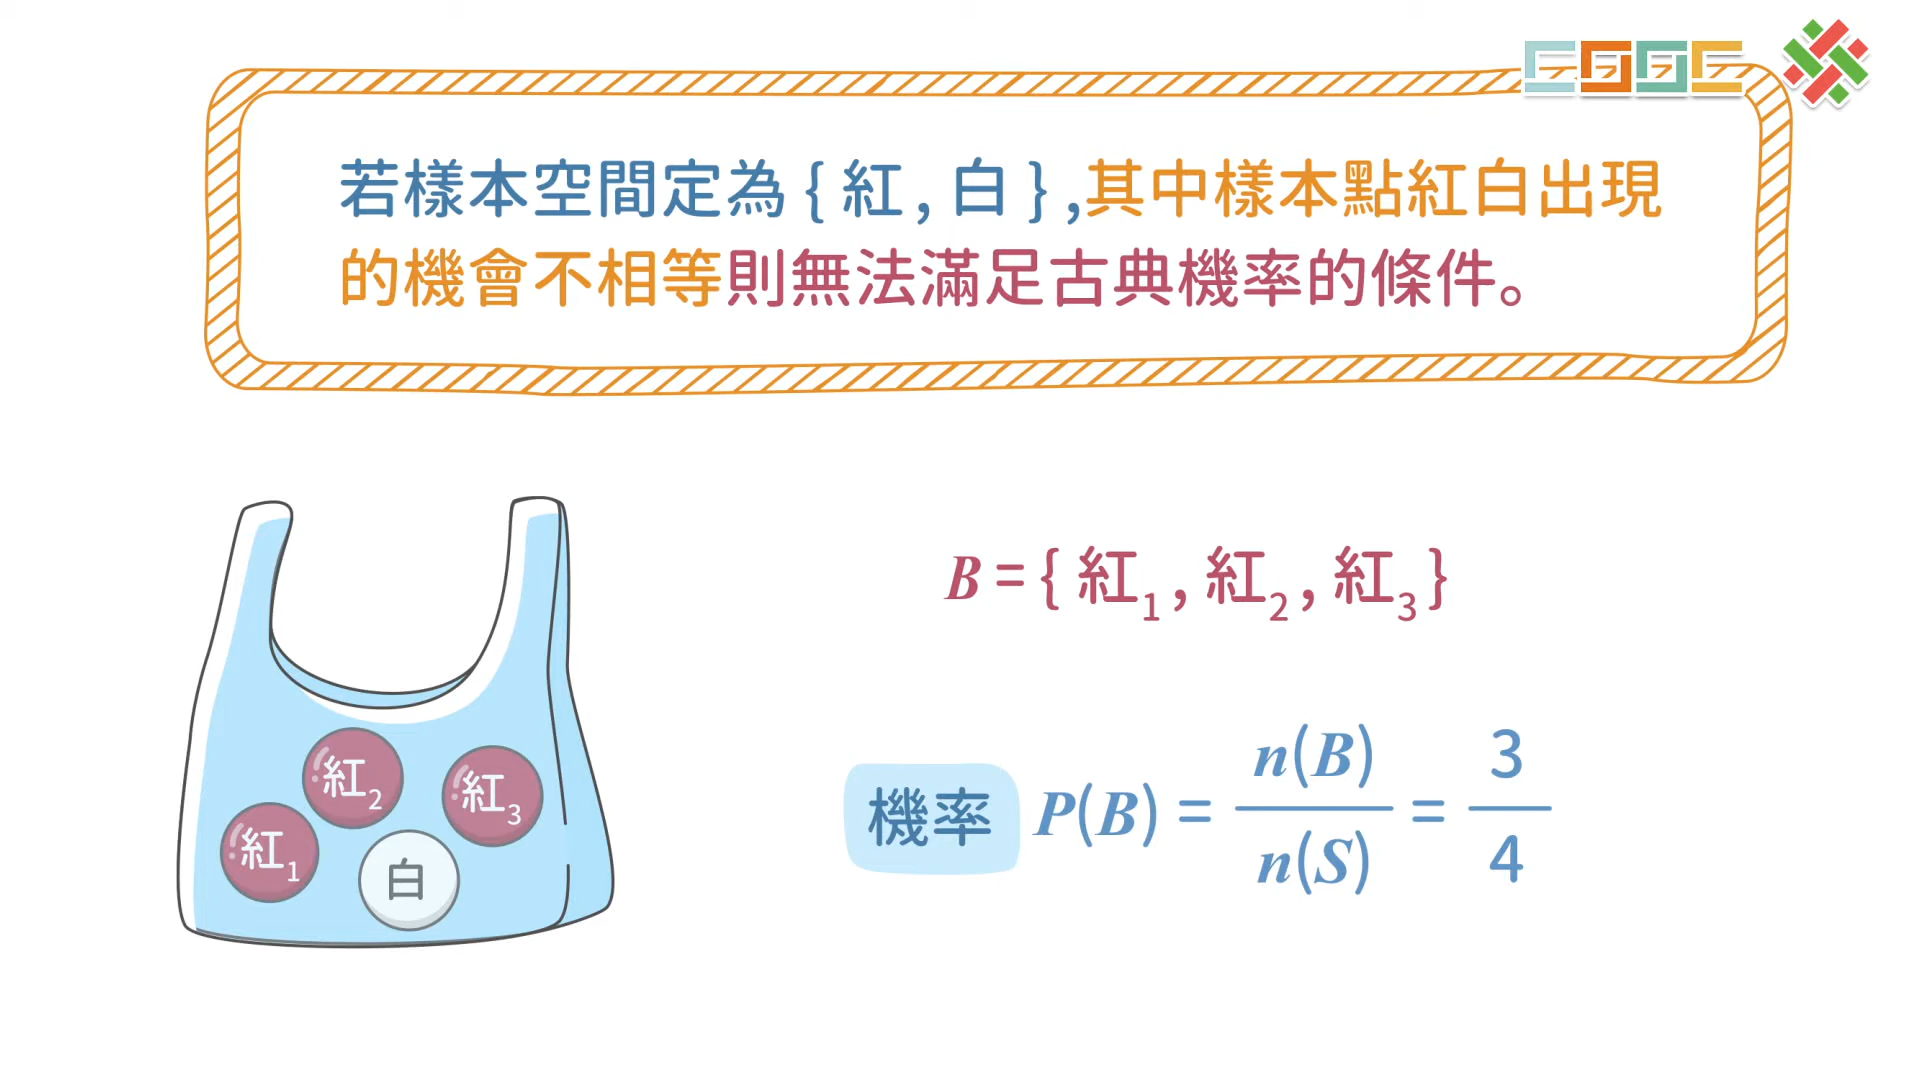 若樣本空間定為 { 紅 , 白 } ,其中樣本點紅白出現
的機會不相等則無法滿足古典機率的條件。
B = { 紅₁ , 紅₂ , 紅₃ }
紅₂
紅₃
紅₁
白
機率 P(B) = n(B) / n(S) = 3 / 4